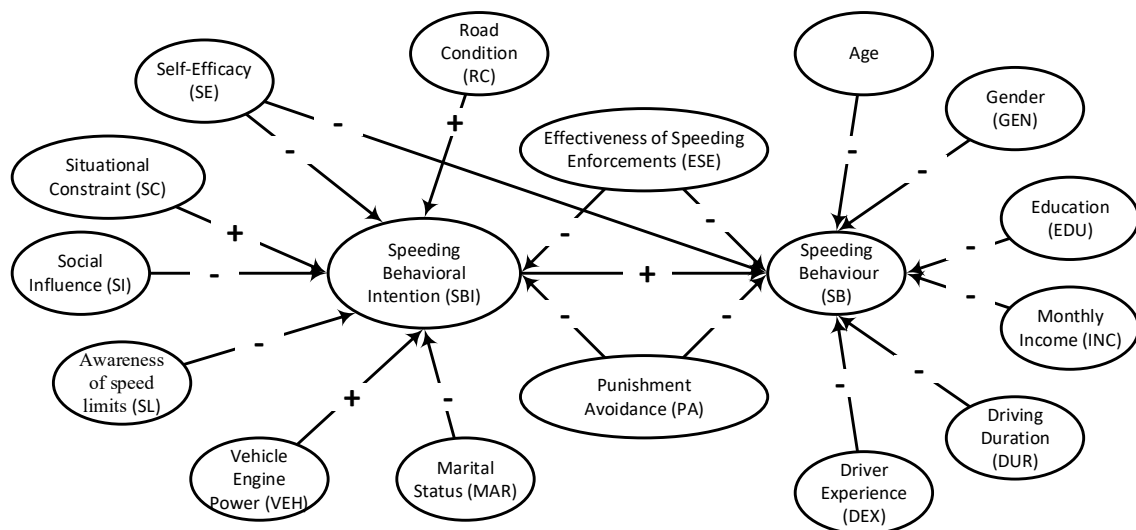 Road
Condition
(RC)
Age
Self-Efficacy
(SE)
Gender
(GEN)
-
+
-
-
Effectiveness of Speeding
Enforcements (ESE)
-
-
Situational
Constraint (SC)
Education
(EDU)
+
-
-
-
Social
Influence (SI)
-
Speeding
Behavioral
Intention (SBI)
+
Speeding
Behaviour
(SB)
-
Monthly
Income (INC)
-
-
-
Awareness
of speed
limits (SL)
-
-
+
-
-
Punishment
Avoidance (PA)
Vehicle
Engine
Power (VEH)
Marital
Status (MAR)
Driving
Duration
(DUR)
Driver
Experience
(DEX)